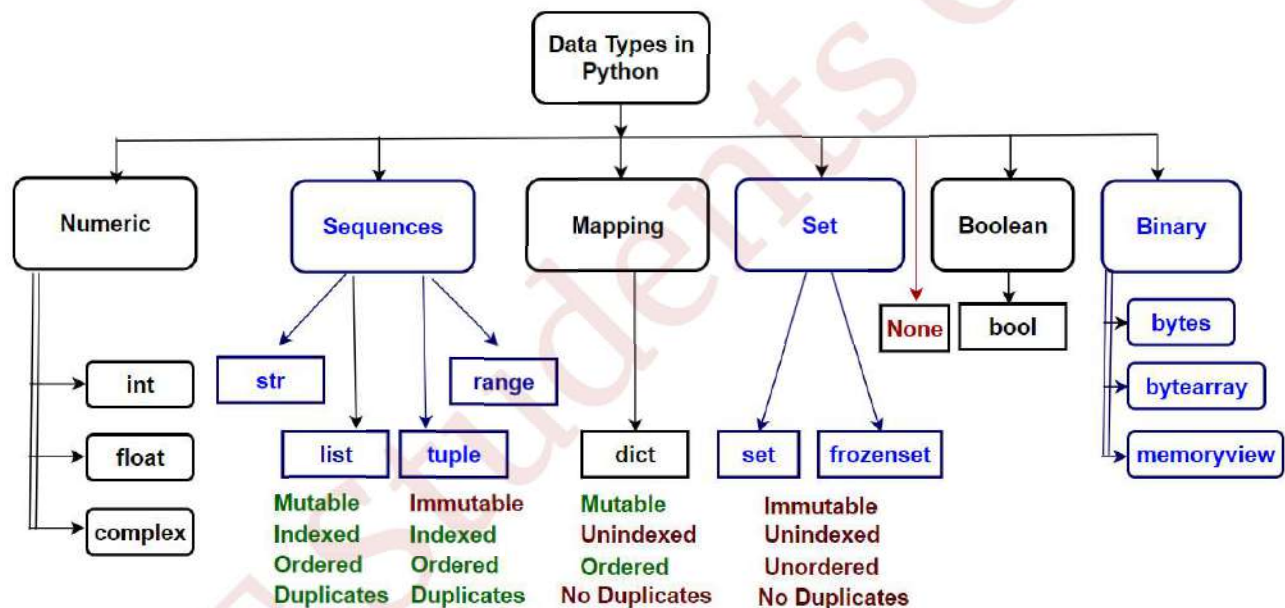 Data Types in
Python
Numeric
Sequences
Mapping
Set
Boolean
Binary
int
float
complex
str
range
list
tuple
Mutable
Indexed
Ordered
Duplicates
Immutable
Indexed
Ordered
Duplicates
dict
Mutable
Unindexed
Ordered
No Duplicates
set
frozenset
Immutable
Unindexed
Unordered
No Duplicates
None
bool
bytes
bytearray
memoryview
Students